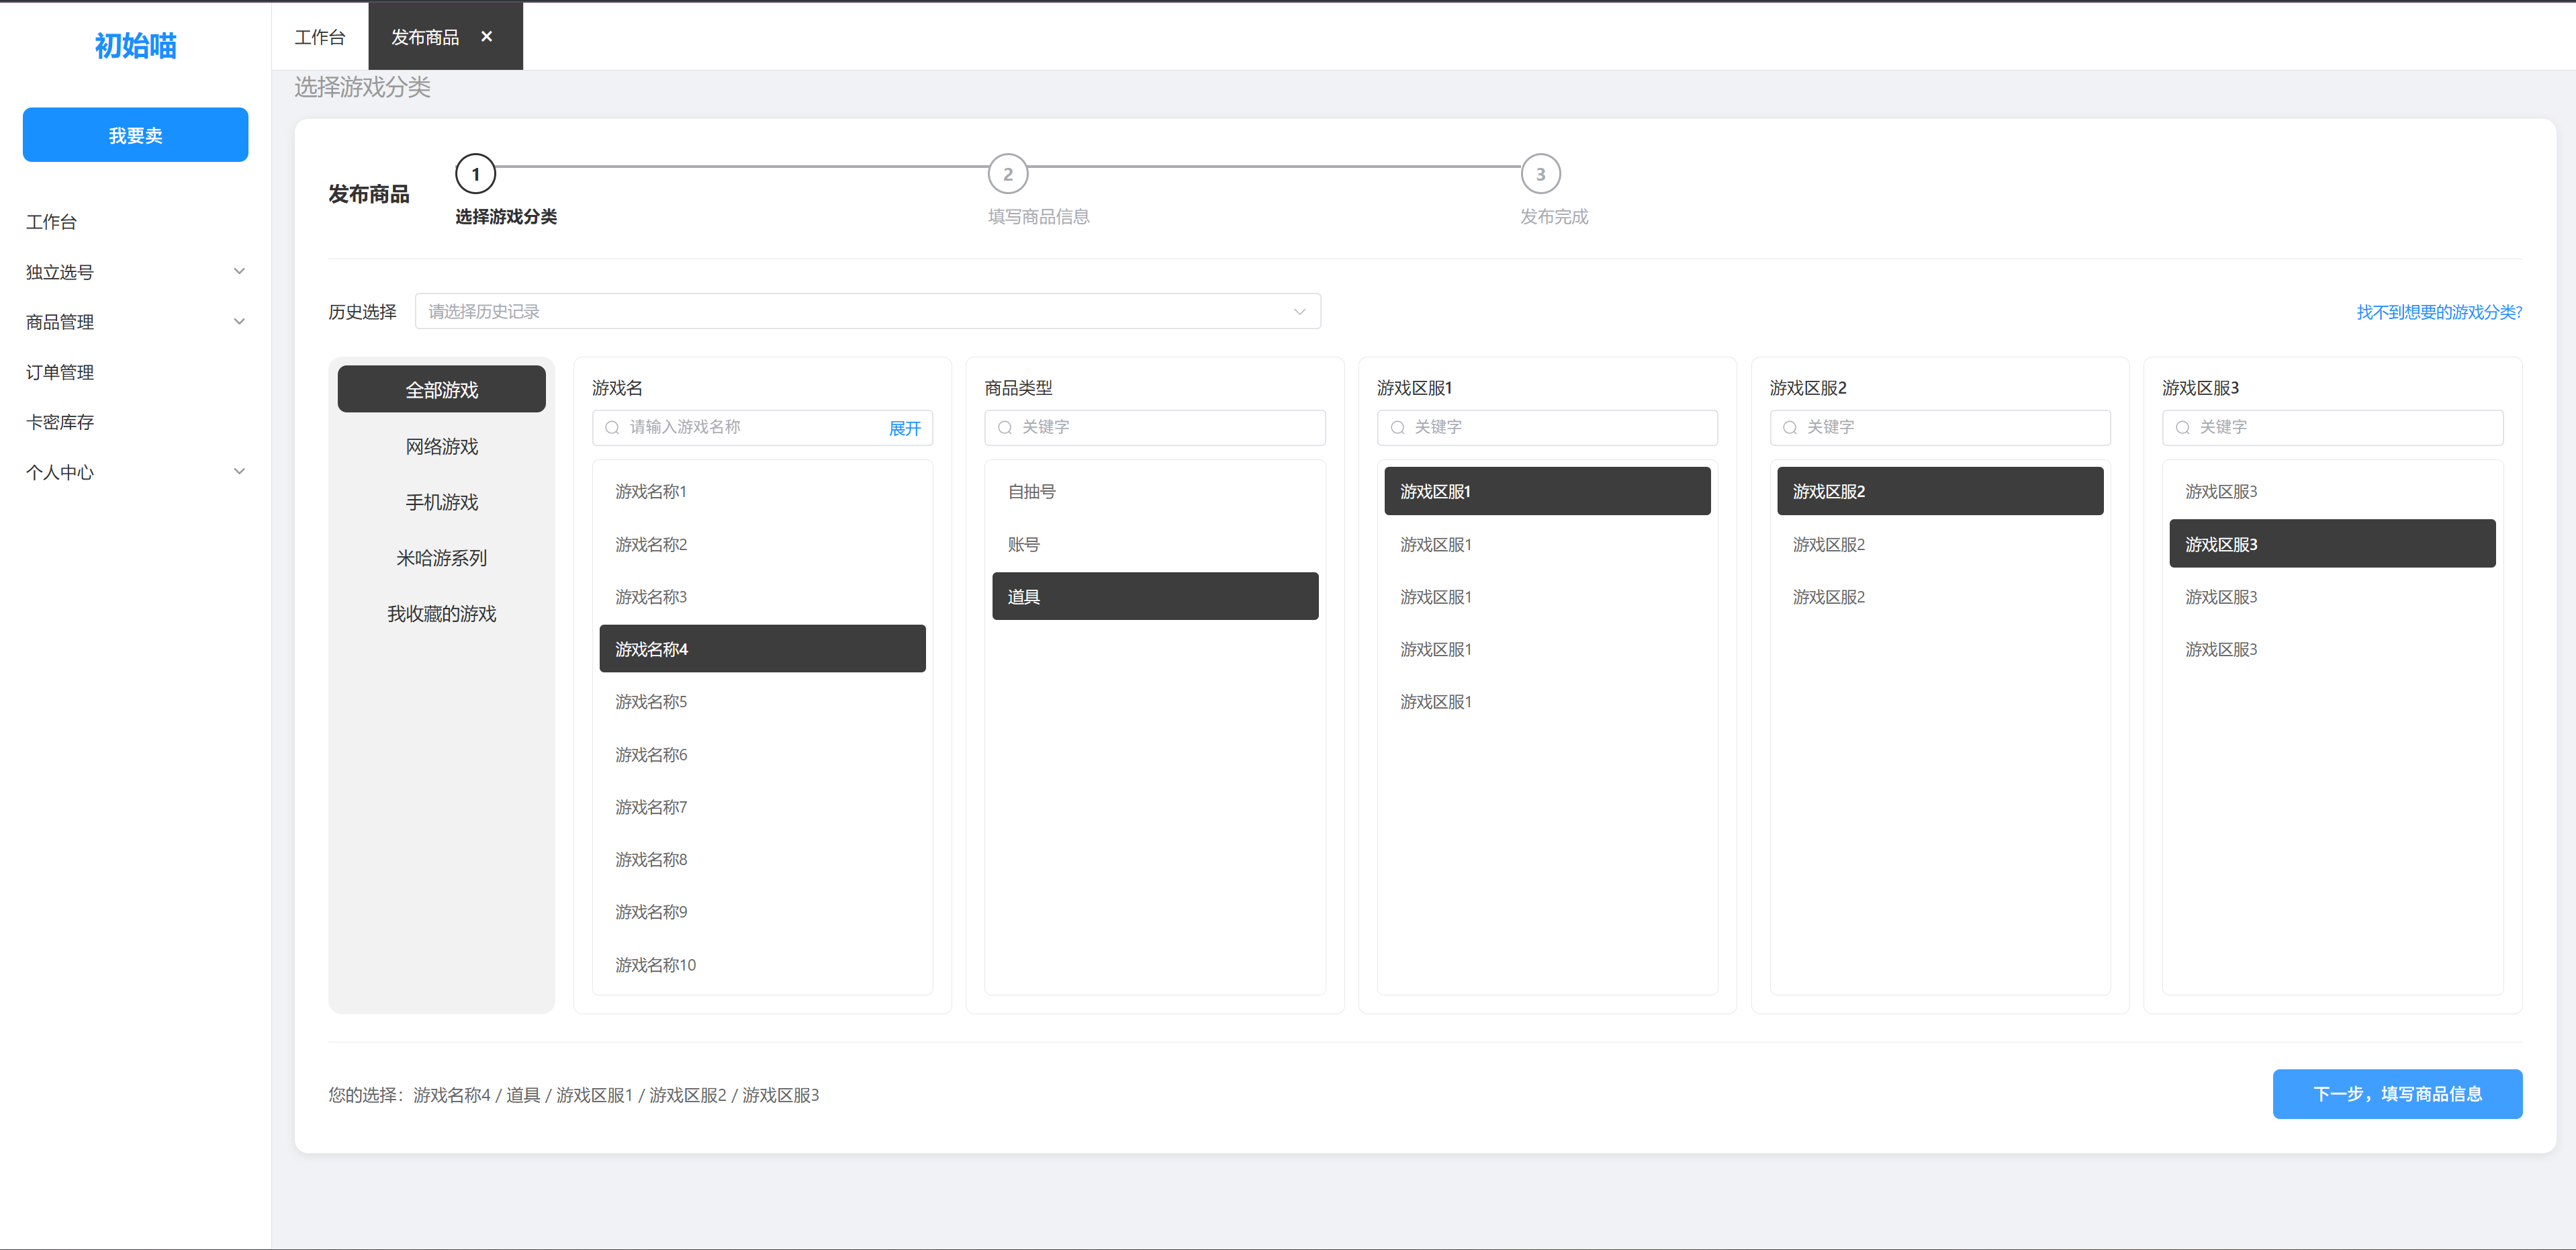 初始喵
我要卖
工作台
独立选号
商品管理
订单管理
卡密库存
个人中心
工作台 发布商品
选择游戏分类
发布商品
1 选择游戏分类
2 填写商品信息
3 发布完成
历史选择 请选择历史记录
找不到想要的游戏分类?
全部游戏
网络游戏
手机游戏
米哈游系列
我收藏的游戏
游戏名
请输入游戏名称 展开
游戏名称1
游戏名称2
游戏名称3
游戏名称4
游戏名称5
游戏名称6
游戏名称7
游戏名称8
游戏名称9
游戏名称10
商品类型
关键字
自抽号
账号
道具
游戏区服1
关键字
游戏区服1
游戏区服1
游戏区服1
游戏区服1
游戏区服1
游戏区服2
关键字
游戏区服2
游戏区服2
游戏区服2
游戏区服3
关键字
游戏区服3
游戏区服3
游戏区服3
游戏区服3
您的选择：游戏名称4 / 道具 / 游戏区服1 / 游戏区服2 / 游戏区服3
下一步，填写商品信息